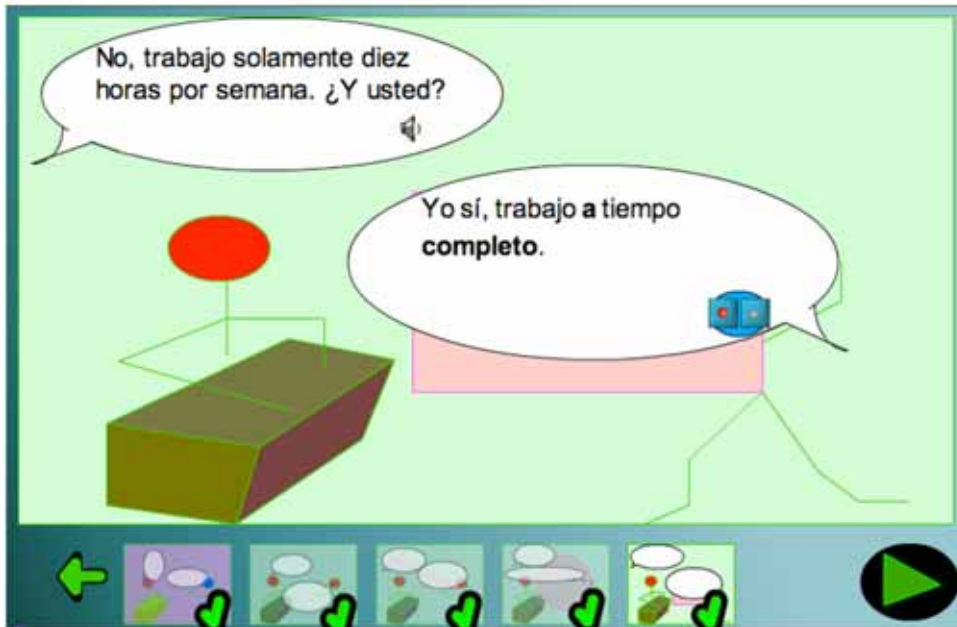 No, trabajo solamente diez
horas por semana. ¿Y usted?
Yo sí, trabajo a tiempo
completo.